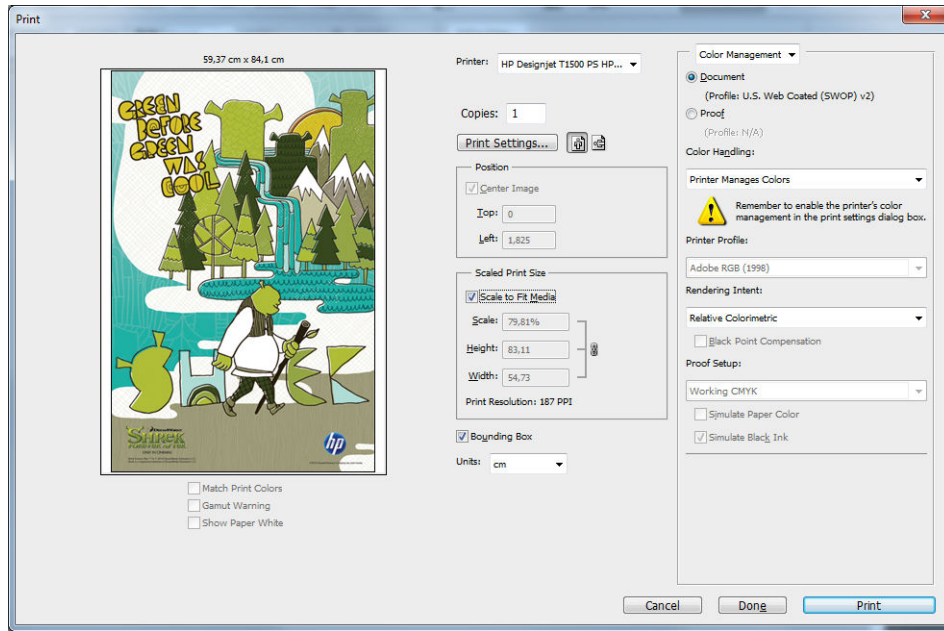 Print
59,37 cm x 84,1 cm
GREEN
BEFORE
GREEN
WAS
COOL
SHREK
DREAMWORKS
SHREK
FOREVER AFTER
hp
Match Print Colors
Gamut Warning
Show Paper White
Printer: HP Designjet T1500 PS HP...
Copies: 1
Print Settings...
Position
Center Image
Top: 0
Left: 1,825
Scaled Print Size
Scale to Fit Media
Scale: 79,81%
Height: 83,11
Width: 54,73
Print Resolution: 187 PPI
Bounding Box
Units: cm
Color Management
Document
(Profile: U.S. Web Coated (SWOP) v2)
Proof
(Profile: N/A)
Color Handling:
Printer Manages Colors
Remember to enable the printer's color
management in the print settings dialog box.
Printer Profile:
Adobe RGB (1998)
Rendering Intent:
Relative Colorimetric
Black Point Compensation
Proof Setup:
Working CMYK
Simulate Paper Color
Simulate Black Ink
Cancel
Done
Print